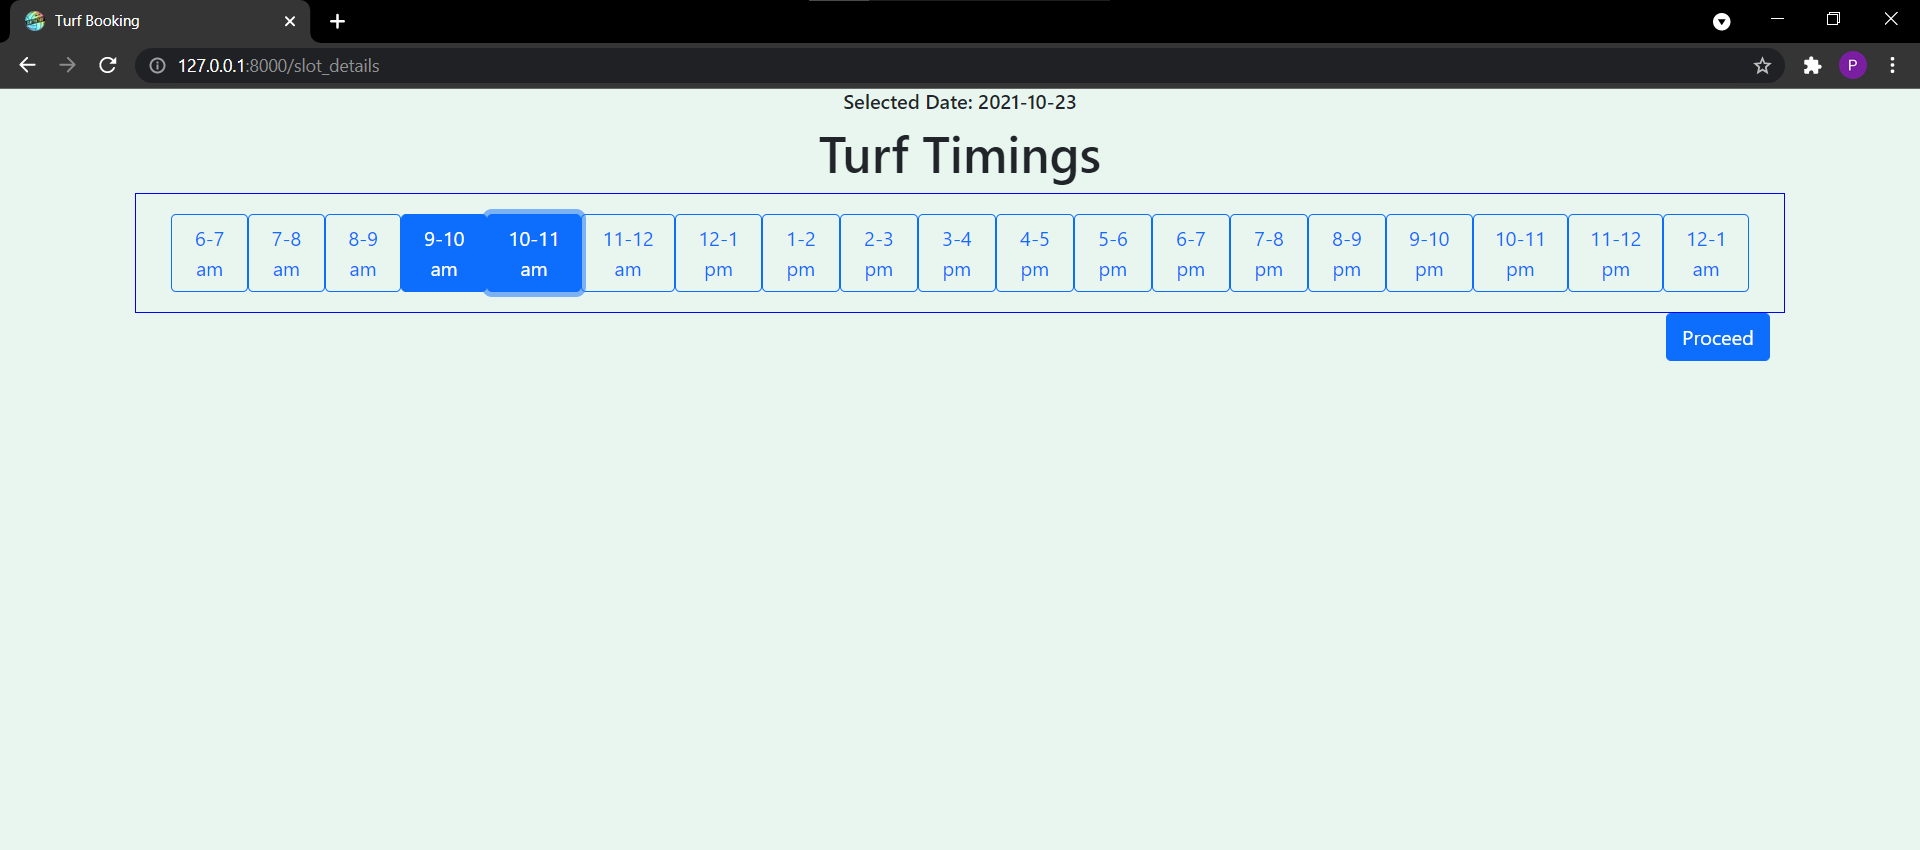 Turf Booking
127.0.0.1:8000/slot_details
P
Selected Date: 2021-10-23
Turf Timings
6-7 7-8 8-9 9-10 10-11 11-12 12-1 1-2 2-3 3-4 4-5 5-6 6-7 7-8 8-9 9-10 10-11 11-12 12-1
am am am am am am pm pm pm pm pm pm pm pm pm pm pm pm am
Proceed